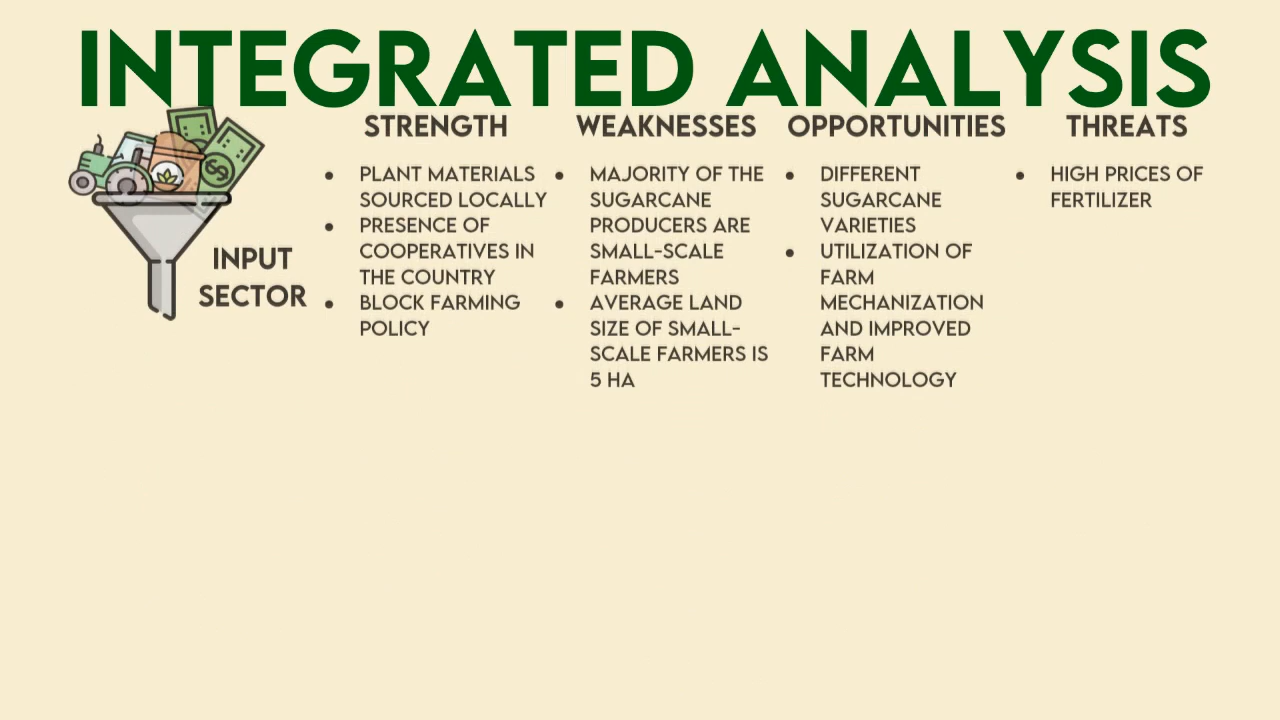 INTEGRATED ANALYSIS
INPUT
SECTOR
STRENGTH
• PLANT MATERIALS
SOURCED LOCALLY
• PRESENCE OF
COOPERATIVES IN
THE COUNTRY
• BLOCK FARMING
POLICY
WEAKNESSES
• MAJORITY OF THE
SUGARCANE
PRODUCERS ARE
SMALL-SCALE
FARMERS
• AVERAGE LAND
SIZE OF SMALL-
SCALE FARMERS IS
5 HA
OPPORTUNITIES
• DIFFERENT
SUGARCANE
VARIETIES
• UTILIZATION OF
FARM
MECHANIZATION
AND IMPROVED
FARM
TECHNOLOGY
THREATS
• HIGH PRICES OF
FERTILIZER